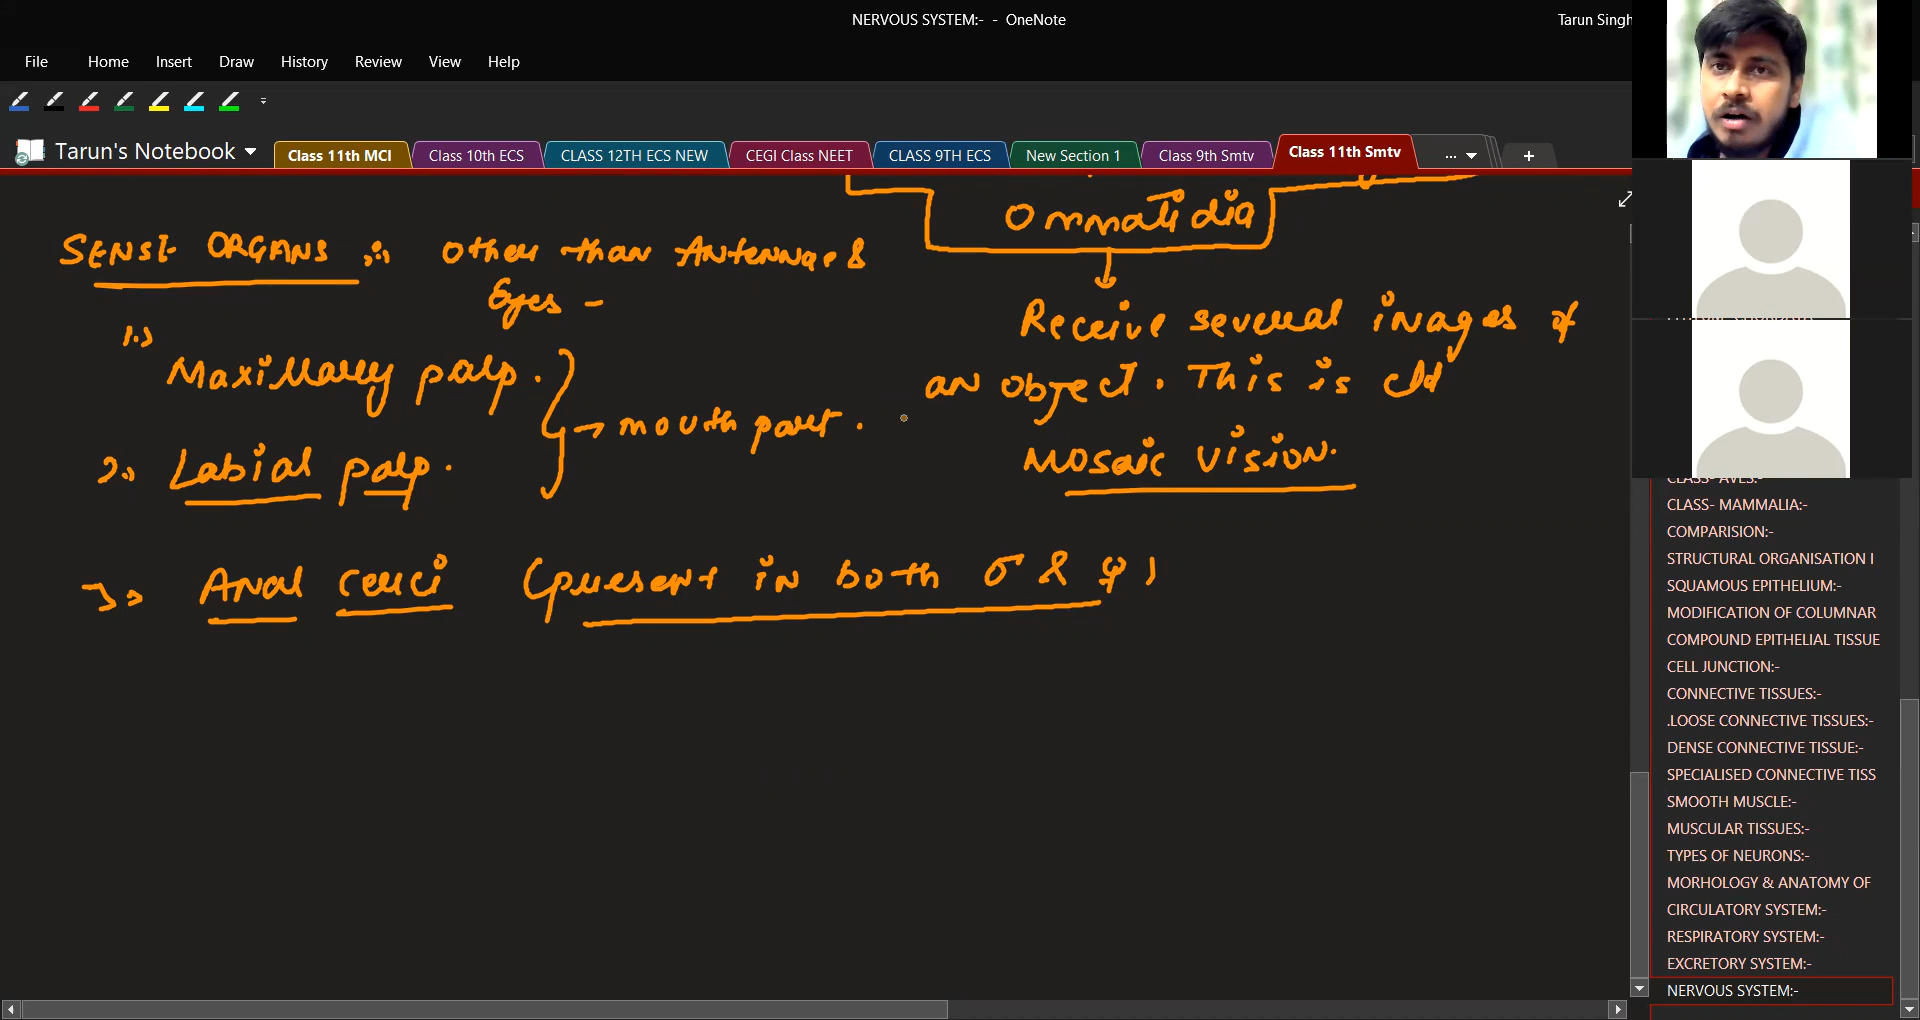 NERVOUS SYSTEM:- - OneNote
Tarun Singh
File Home Insert Draw History Review View Help
Tarun's Notebook
Class 11th MCI
Class 10th ECS
CLASS 12TH ECS NEW
CEGI Class NEET
CLASS 9TH ECS
New Section 1
Class 9th Smtv
Class 11th Smtv
...
+
Ommatidia
SENSE ORGANS :- Other than Antennae &
Eyes -
1.)
Maxillary palp.
2.) Labial palp.
→ mouth part.
3.) Anal cerci (present in both ♂ & ♀)
Receive several images of
an object. This is cld
Mosaic vision.
CLASS- AVES:-
CLASS- MAMMALIA:-
COMPARISION:-
STRUCTURAL ORGANISATION I
SQUAMOUS EPITHELIUM:-
MODIFICATION OF COLUMNAR
COMPOUND EPITHELIAL TISSUE
CELL JUNCTION:-
CONNECTIVE TISSUES:-
.LOOSE CONNECTIVE TISSUES:-
DENSE CONNECTIVE TISSUE:-
SPECIALISED CONNECTIVE TISS
SMOOTH MUSCLE:-
MUSCULAR TISSUES:-
TYPES OF NEURONS:-
MORHOLOGY & ANATOMY OF
CIRCULATORY SYSTEM:-
RESPIRATORY SYSTEM:-
EXCRETORY SYSTEM:-
NERVOUS SYSTEM:-